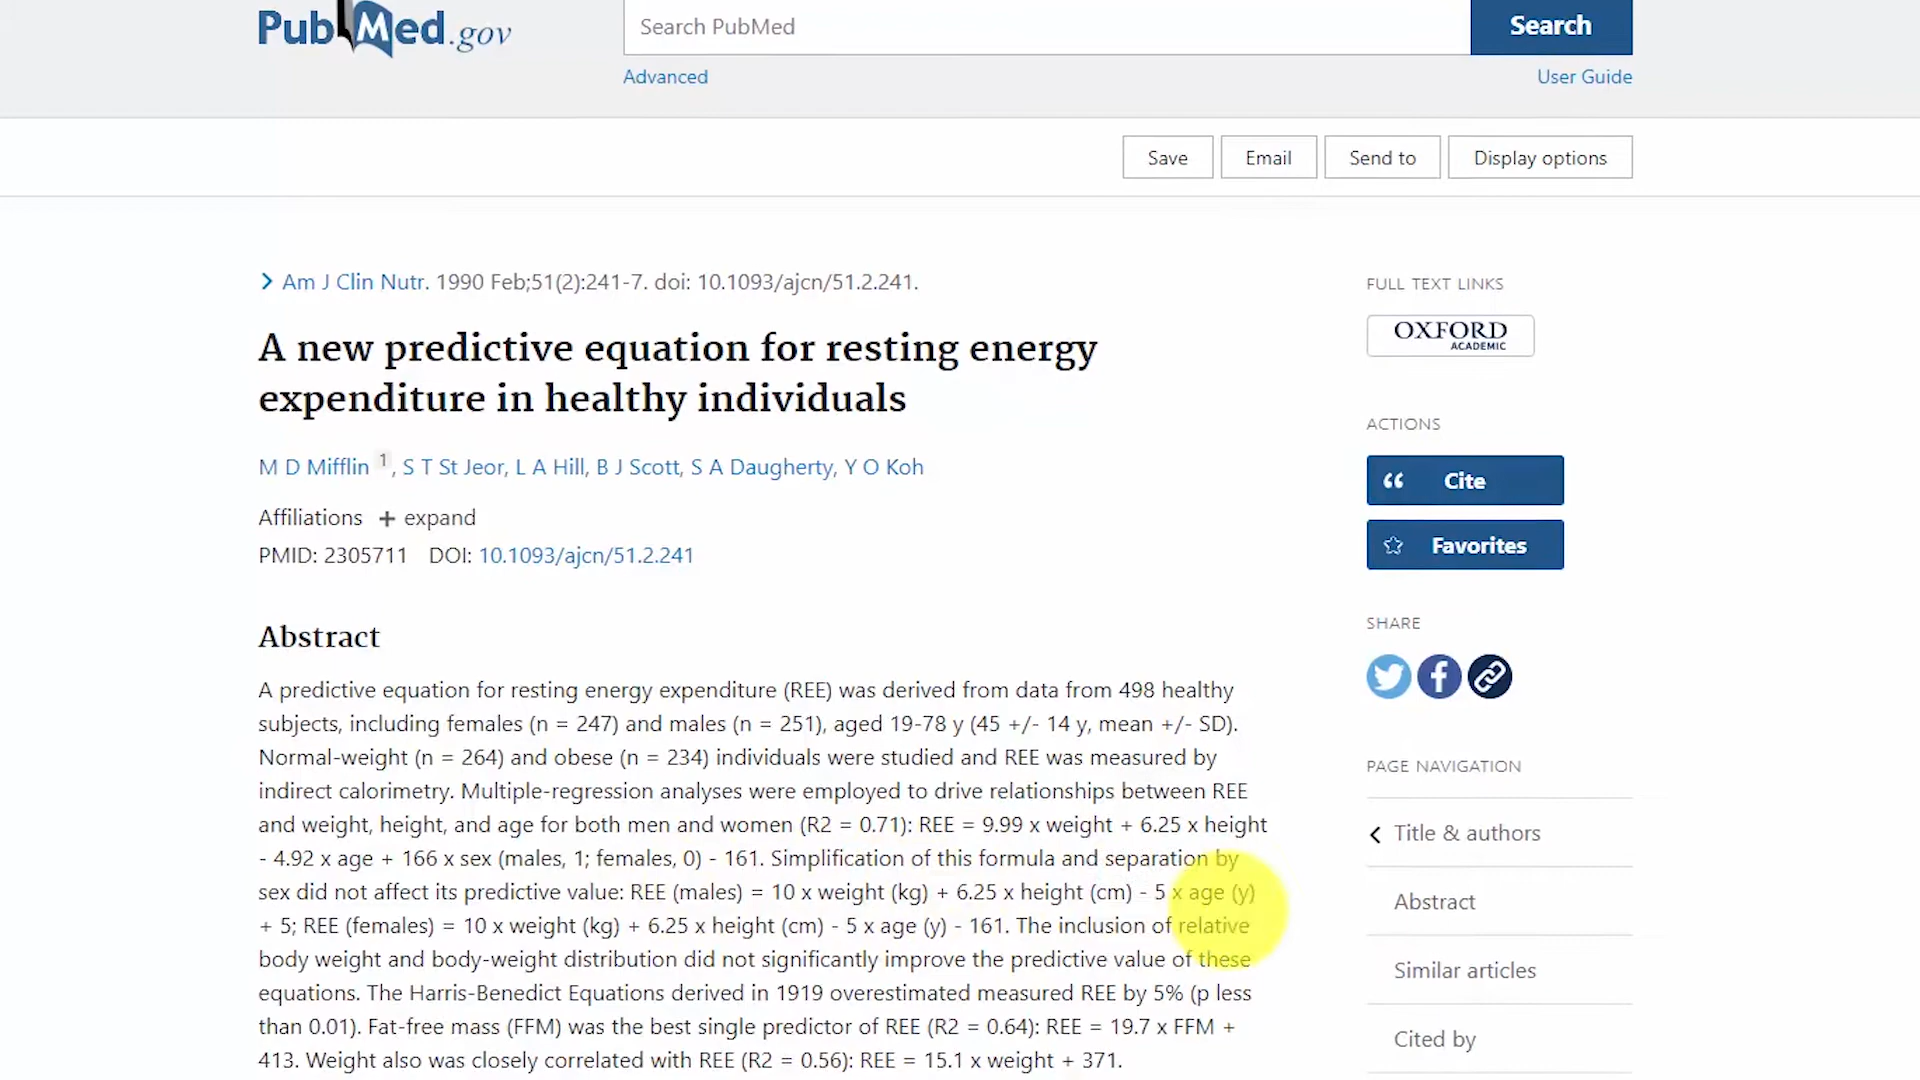 PubMed.gov
Search PubMed
Search
Advanced
User Guide
Save
Email
Send to
Display options
Am J Clin Nutr. 1990 Feb;51(2):241-7. doi: 10.1093/ajcn/51.2.241.
A new predictive equation for resting energy
expenditure in healthy individuals
M D Mifflin 1, S T St Jeor, L A Hill, B J Scott, S A Daugherty, Y O Koh
Affiliations + expand
PMID: 2305711 DOI: 10.1093/ajcn/51.2.241
Abstract
A predictive equation for resting energy expenditure (REE) was derived from data from 498 healthy
subjects, including females (n = 247) and males (n = 251), aged 19-78 y (45 +/- 14 y, mean +/- SD).
Normal-weight (n = 264) and obese (n = 234) individuals were studied and REE was measured by
indirect calorimetry. Multiple-regression analyses were employed to drive relationships between REE
and weight, height, and age for both men and women (R2 = 0.71): REE = 9.99 x weight + 6.25 x height
- 4.92 x age + 166 x sex (males, 1; females, 0) - 161. Simplification of this formula and separation by
sex did not affect its predictive value: REE (males) = 10 x weight (kg) + 6.25 x height (cm) - 5 x age (y)
+ 5; REE (females) = 10 x weight (kg) + 6.25 x height (cm) - 5 x age (y) - 161. The inclusion of relative
body weight and body-weight distribution did not significantly improve the predictive value of these
equations. The Harris-Benedict Equations derived in 1919 overestimated measured REE by 5% (p less
than 0.01). Fat-free mass (FFM) was the best single predictor of REE (R2 = 0.64): REE = 19.7 x FFM +
413. Weight also was closely correlated with REE (R2 = 0.56): REE = 15.1 x weight + 371.
FULL TEXT LINKS
OXFORD
ACADEMIC
ACTIONS
Cite
Favorites
SHARE
PAGE NAVIGATION
Title & authors
Abstract
Similar articles
Cited by